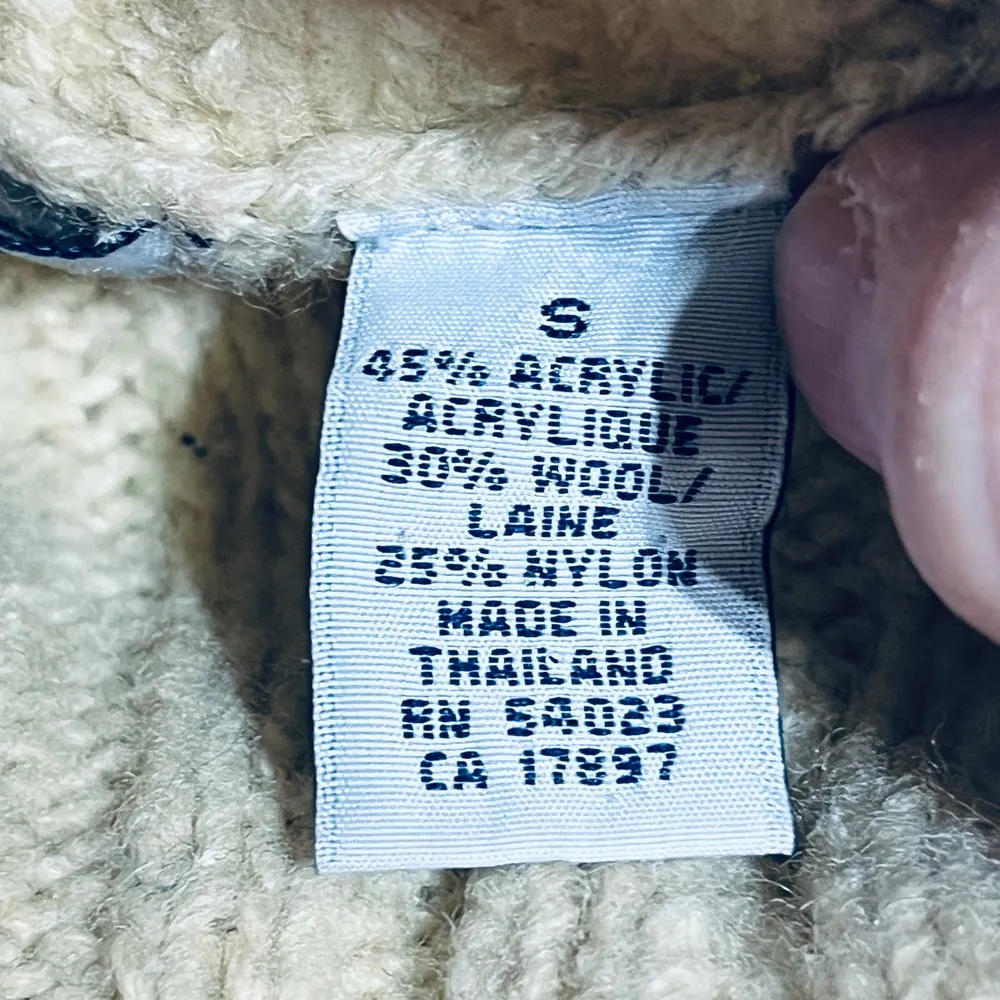 S
45% ACRYLIC/
ACRYLIQUE
30% WOOL/
LAINE
25% NYLON
MADE IN
THAILAND
RN 54023
CA 17897